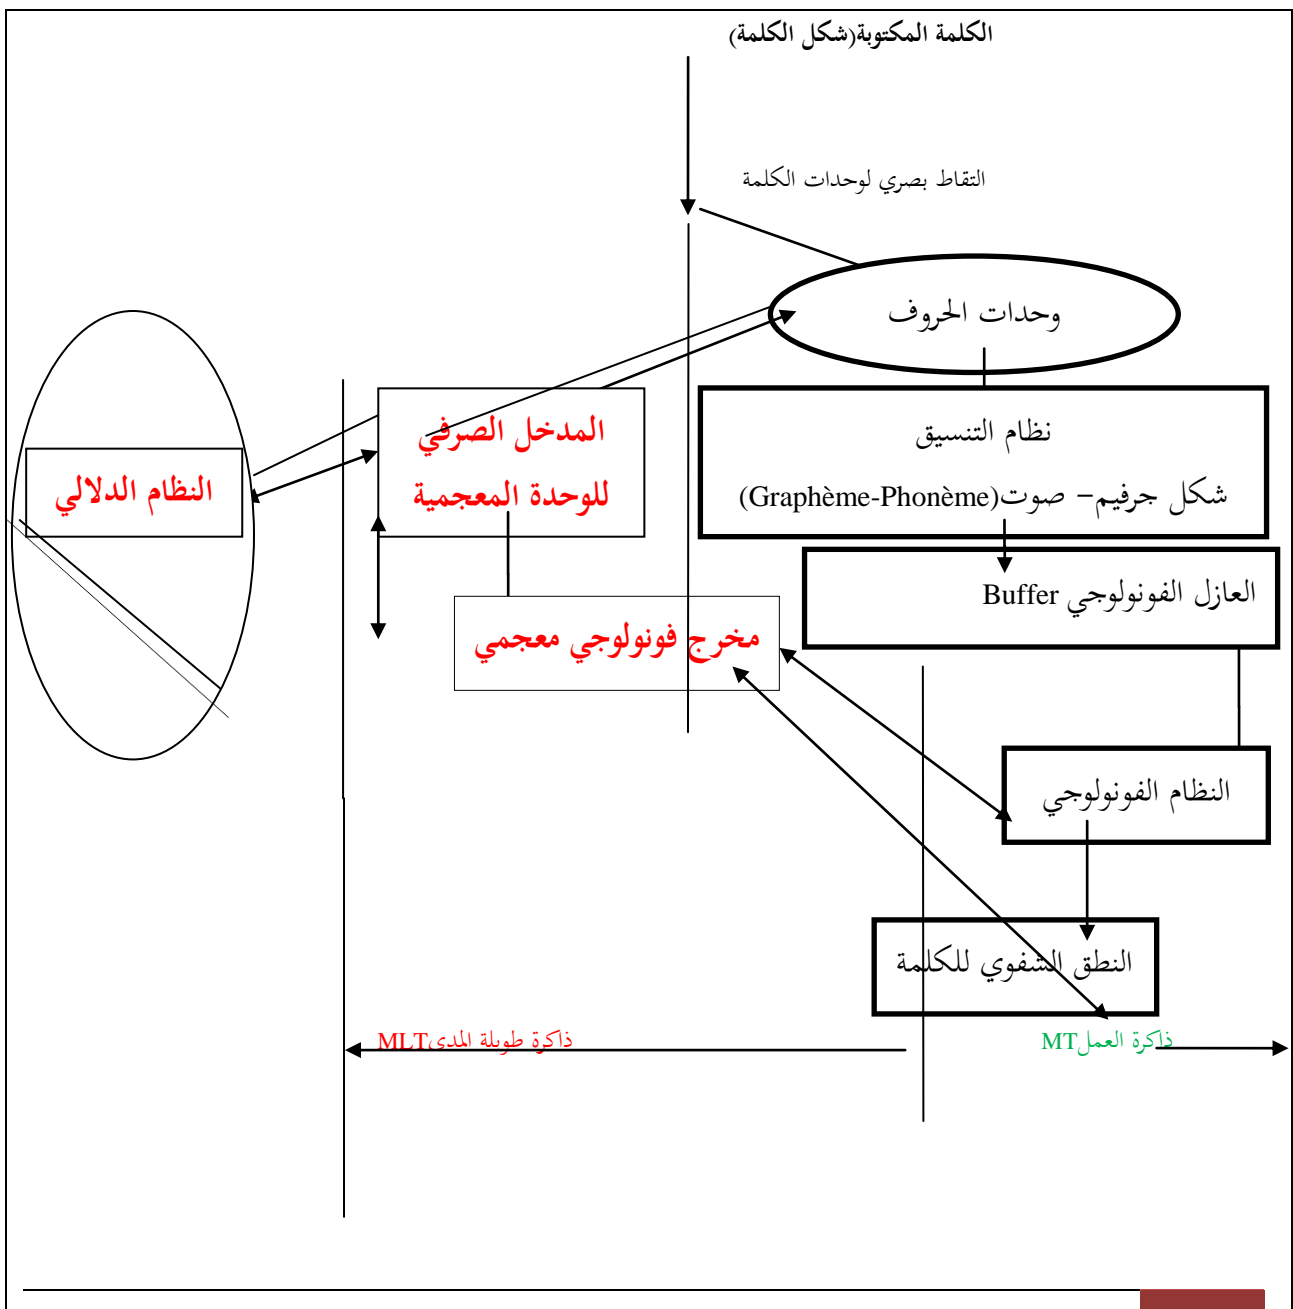 الكلمة المكتوبة(شكل الكلمة)
التقاط بصري لوحدات الكلمة
وحدات الحروف
نظام التنسيق
شكل جرفيم– صوت(Graphème-Phonème)
المدخل الصرفي
للوحدة المعجمية
النظام الدلالي
العازل الفونولوجي Buffer
مخرج فونولوجي معجمي
النظام الفونولوجي
النطق الشفوي للكلمة
ذاكرة العملMT
ذاكرة طويلة المدىMLT